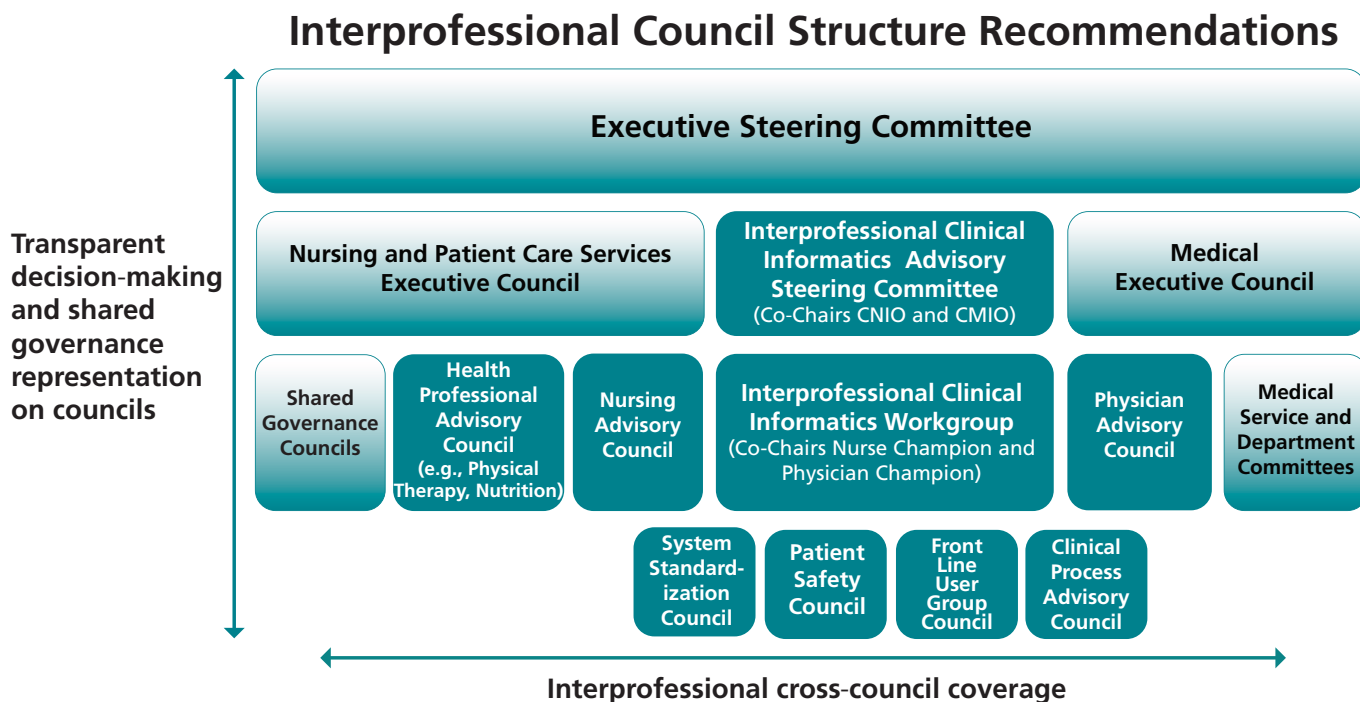 Interprofessional Council Structure Recommendations
Executive Steering Committee
Transparent
decision-making
and shared
governance
representation
on councils
Nursing and Patient Care Services
Executive Council
Interprofessional Clinical
Informatics Advisory
Steering Committee
(Co-Chairs CNIO and CMIO)
Medical
Executive Council
Shared
Governance
Councils
Health
Professional
Advisory
Council
(e.g., Physical
Therapy, Nutrition)
Nursing
Advisory
Council
Interprofessional Clinical
Informatics Workgroup
(Co-Chairs Nurse Champion and
Physician Champion)
Physician
Advisory
Council
Medical
Service and
Department
Committees
System
Standard-
ization
Council
Patient
Safety
Council
Front
Line
User
Group
Council
Clinical
Process
Advisory
Council
Interprofessional cross-council coverage